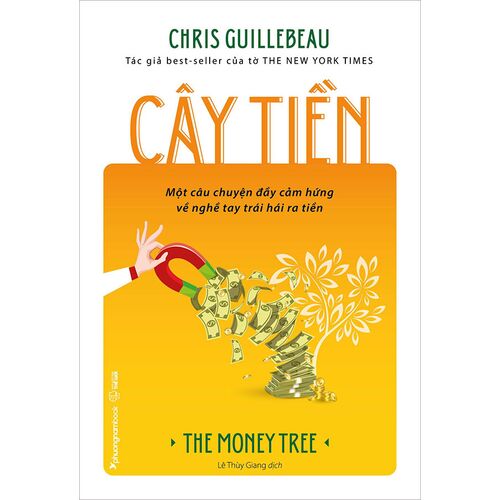 CHRIS GUILLEBEAU
Tác giả best-seller của tờ THE NEW YORK TIMES
CÂY TIỀN
Một câu chuyện đầy cảm hứng
về nghề tay trái hái ra tiền
THE MONEY TREE
Lê Thùy Giang dịch
phuongnambook